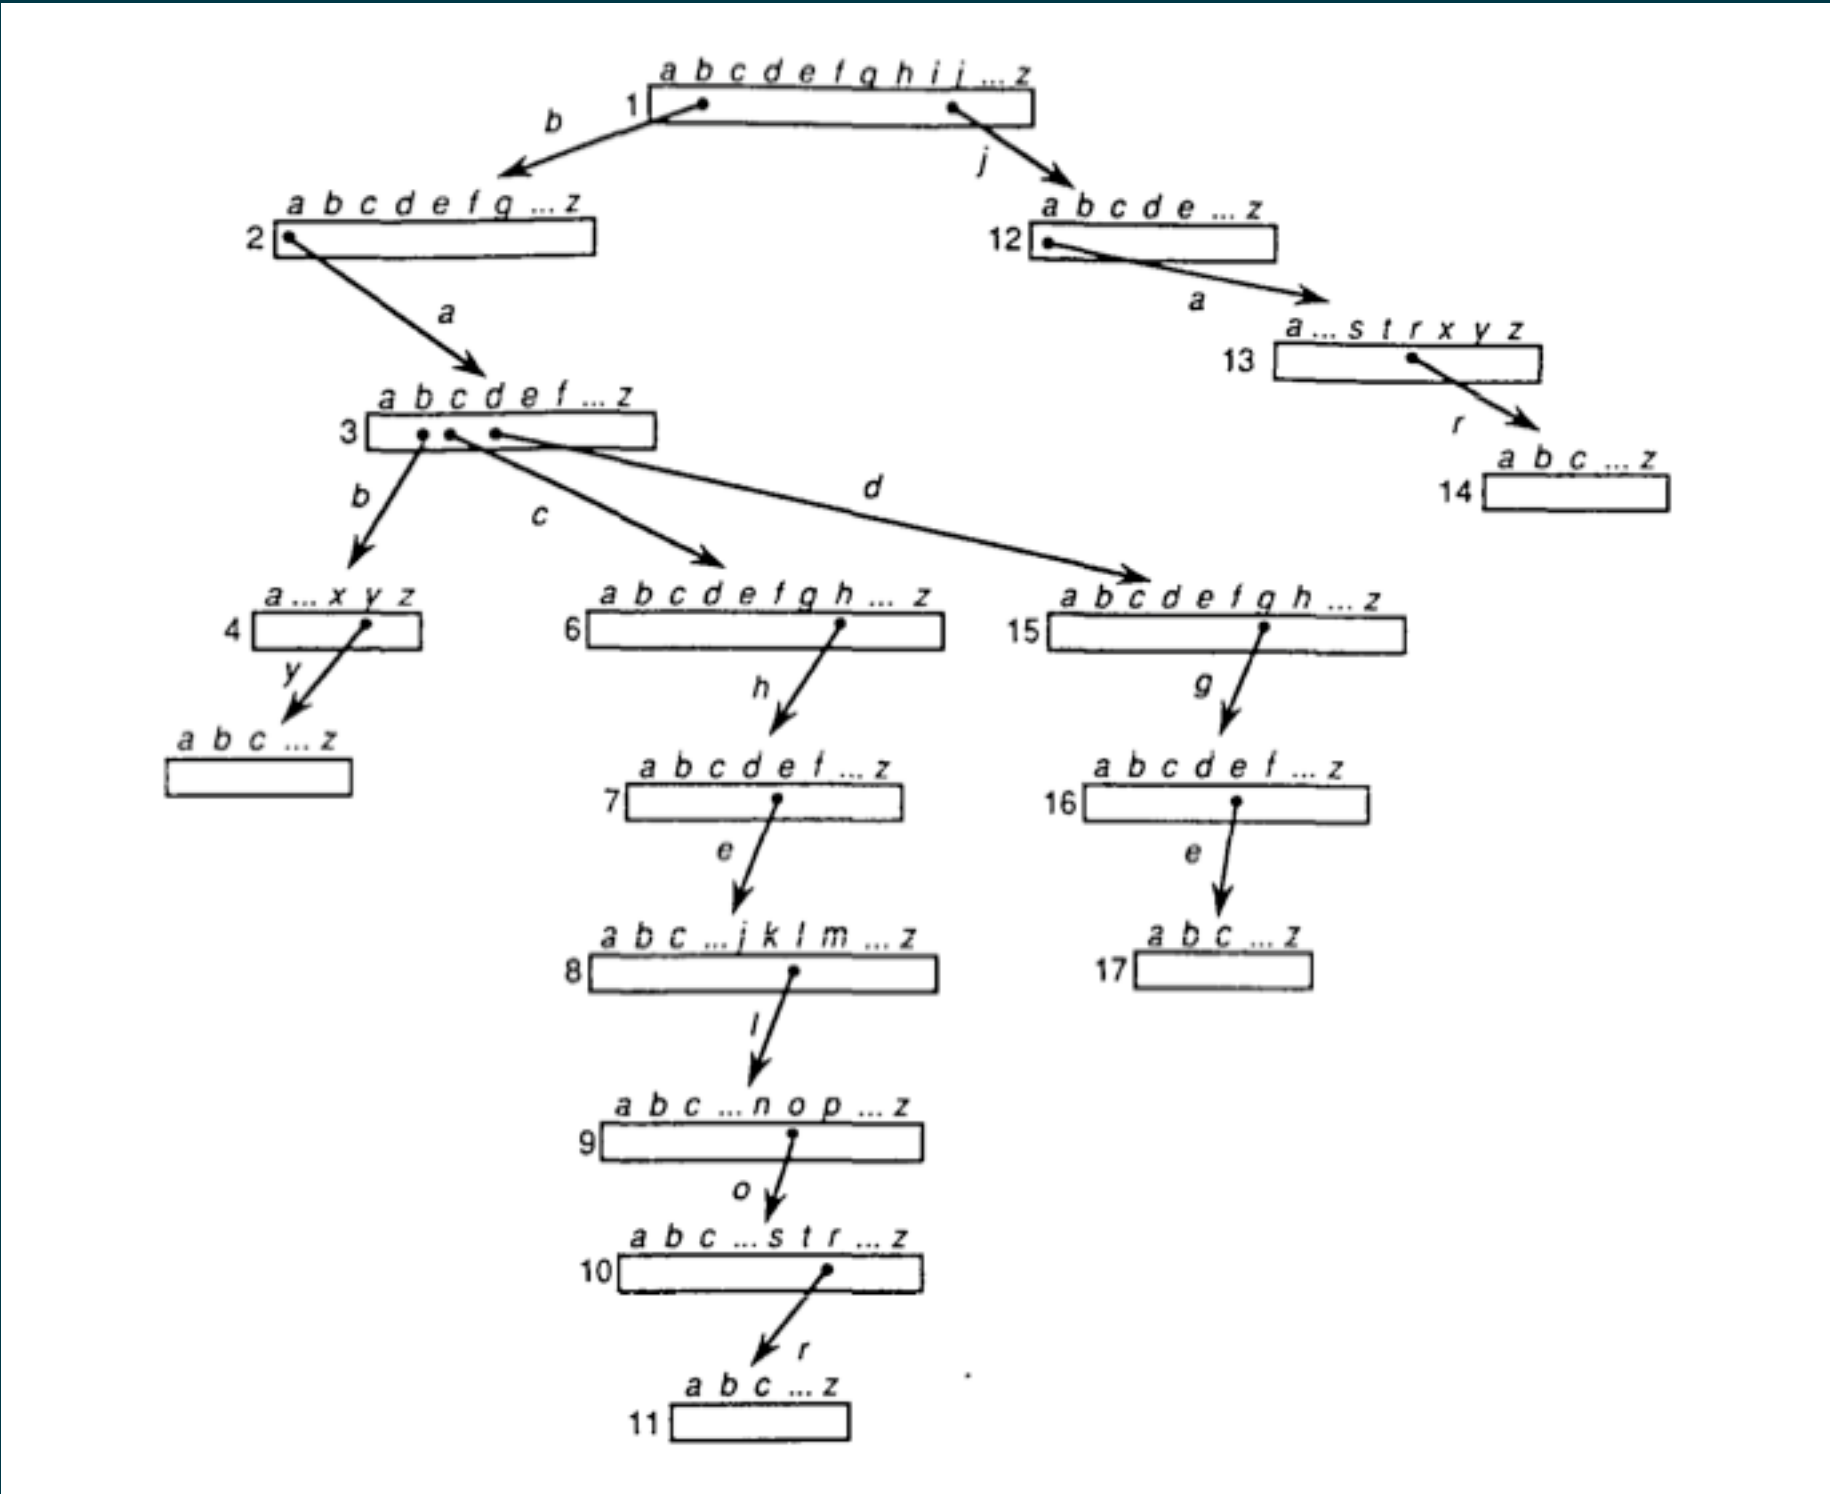 a b c d e f g h i j ... z
1
b
j
a b c d e f g ... z
2
a b c d e ... z
12
a
a
a ... s t r x y z
13
r
a b c d e f ... z
3
a b c ... z
14
b
c
d
a ... x y z
4
a b c d e f g h ... z
6
a b c d e f g h ... z
15
y
h
g
a b c ... z
a b c d e f ... z
7
a b c d e f ... z
16
e
e
a b c ... j k l m ... z
8
a b c ... z
17
l
a b c ... n o p ... z
9
o
a b c ... s t r ... z
10
r
a b c ... z
11